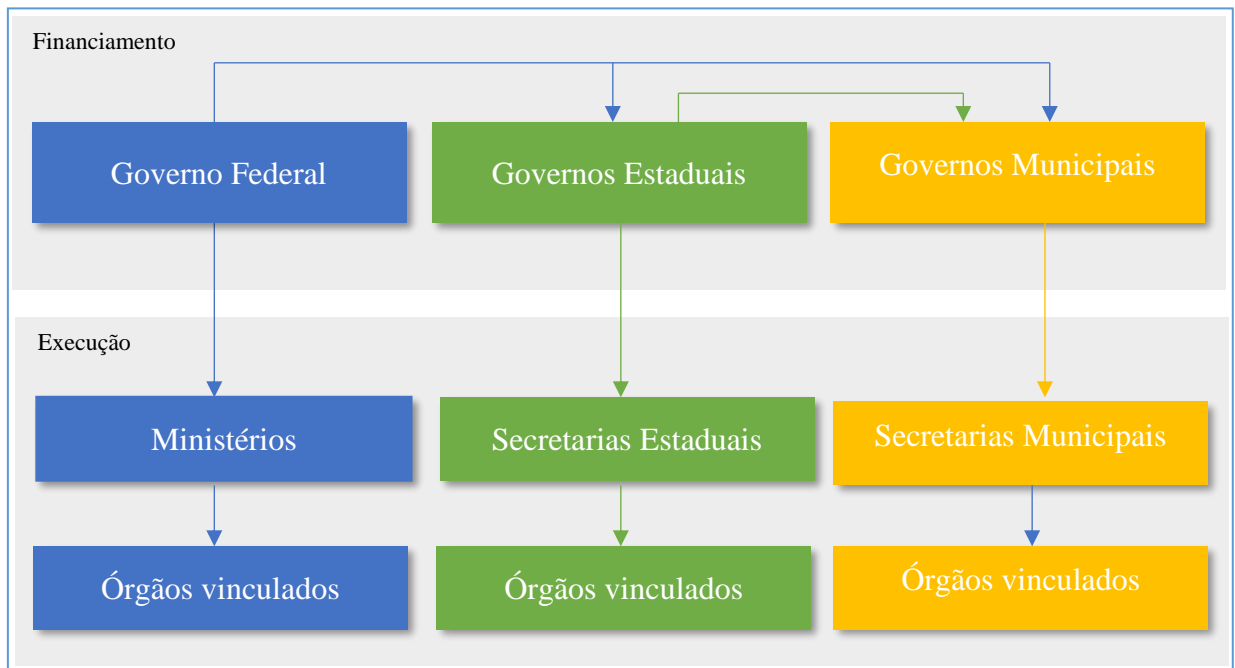 Financiamento
Governo Federal
Governos Estaduais
Governos Municipais
Execução
Ministérios
Secretarias Estaduais
Secretarias Municipais
Órgãos vinculados
Órgãos vinculados
Órgãos vinculados